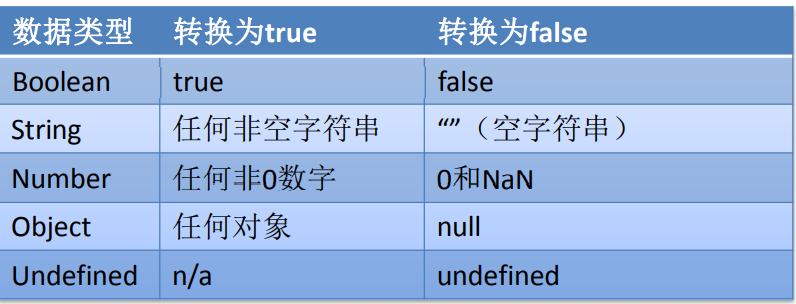 数据类型 转换为true 转换为false
Boolean true false
String 任何非空字符串 “”（空字符串）
Number 任何非0数字 0和NaN
Object 任何对象 null
Undefined n/a undefined